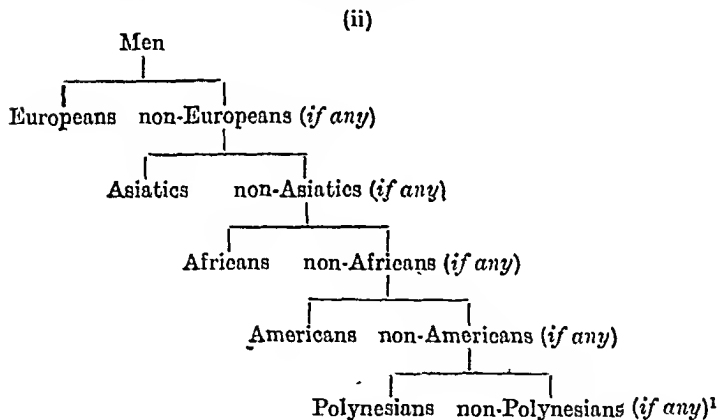 (ii)
Men
Europeans non-Europeans (if any)
Asiatics non-Asiatics (if any)
Africans non-Africans (if any)
Americans non-Americans (if any)
Polynesians non-Polynesians (if any)¹